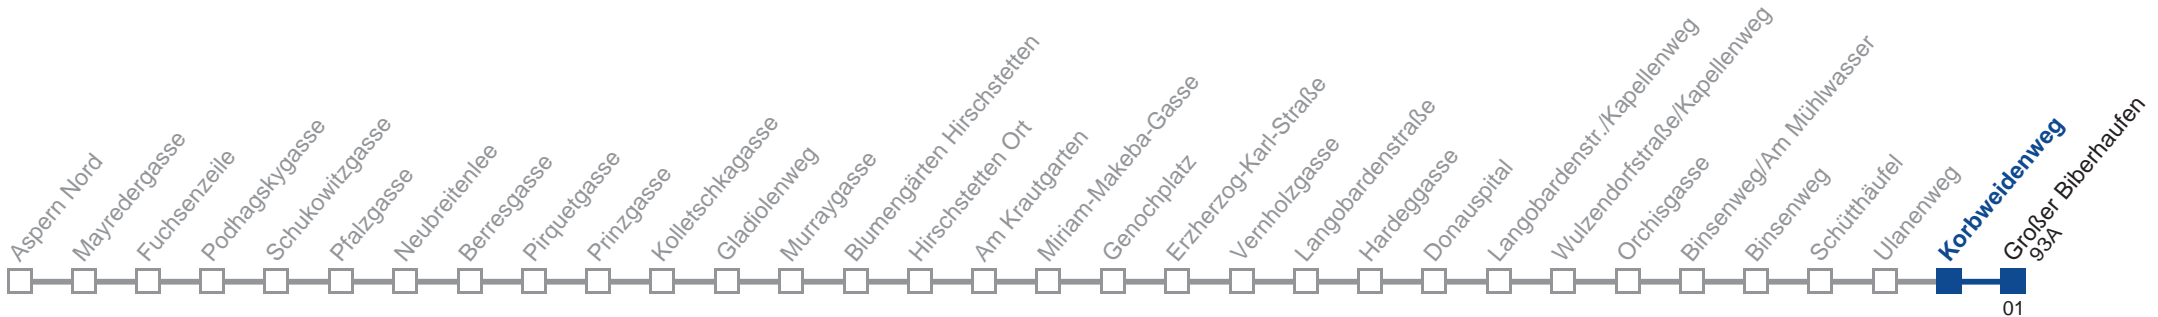 Aspern Nord
Mayredergasse
Fuchsenzeile
Podhagskygasse
Schukowitzgasse
Pfalzgasse
Neubreitenlee
Berresgasse
Pirquetgasse
Prinzgasse
Kolletschkagasse
Gladiolenweg
Murraygasse
Blumengärten Hirschstetten
Hirschstetten Ort
Am Krautgarten
Miriam-Makeba-Gasse
Genochplatz
Erzherzog-Karl-Straße
Vernholzgasse
Langobardenstraße
Hardeggasse
Donauspital
Langobardenstr./Kapellenweg
Wulzendorfstraße/Kapellenweg
Orchisgasse
Binsenweg/Am Mühlwasser
Binsenweg
Schütthäufel
Ulanenweg
Korbweidenweg
Großer Biberhaufen
93A
01